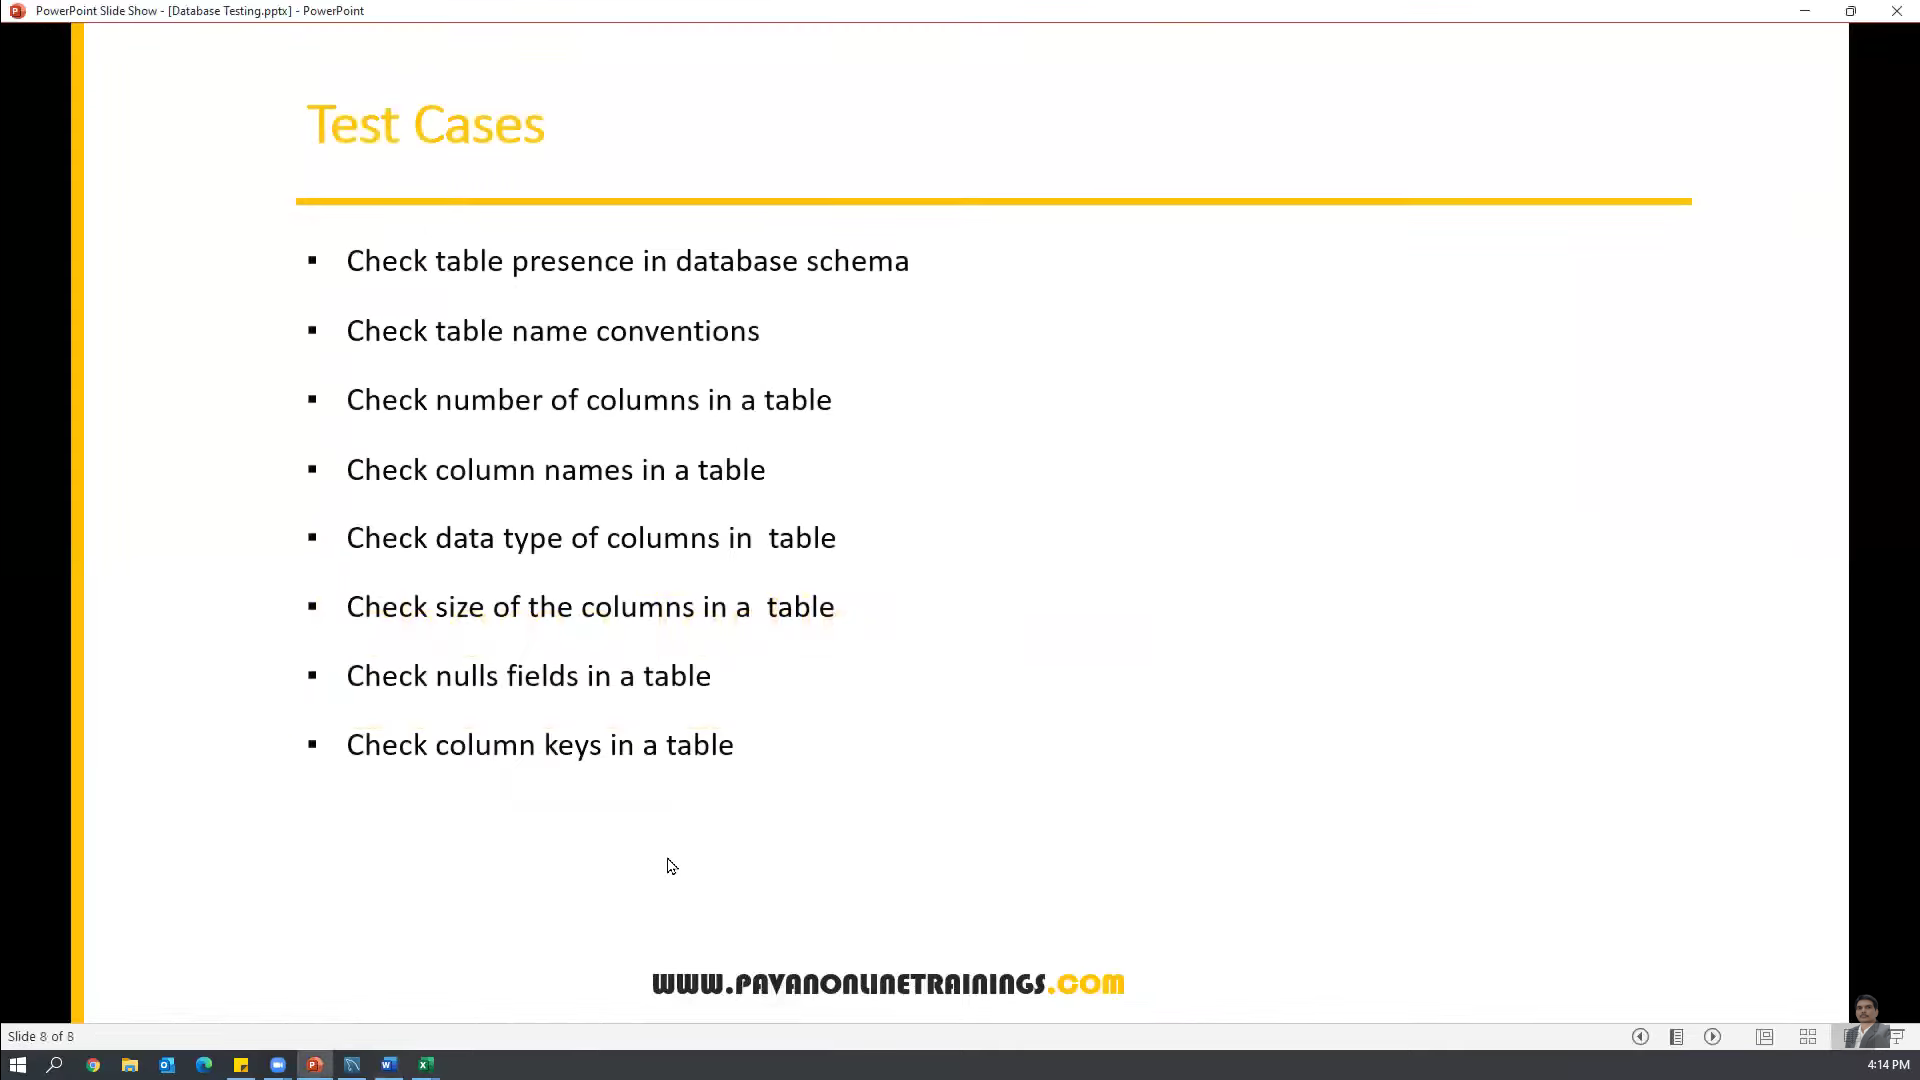 PowerPoint Slide Show - [Database Testing.pptx] - PowerPoint
Test Cases
▪ Check table presence in database schema
▪ Check table name conventions
▪ Check number of columns in a table
▪ Check column names in a table
▪ Check data type of columns in  table
▪ Check size of the columns in a  table
▪ Check nulls fields in a table
▪ Check column keys in a table
WWW.PAVANONLINETRAININGS.COM
Slide 8 of 8
4:14 PM